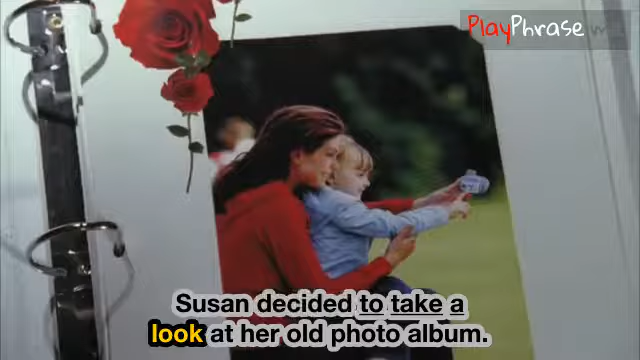 PlayPhrase
Susan decided to take a
look at her old photo album.